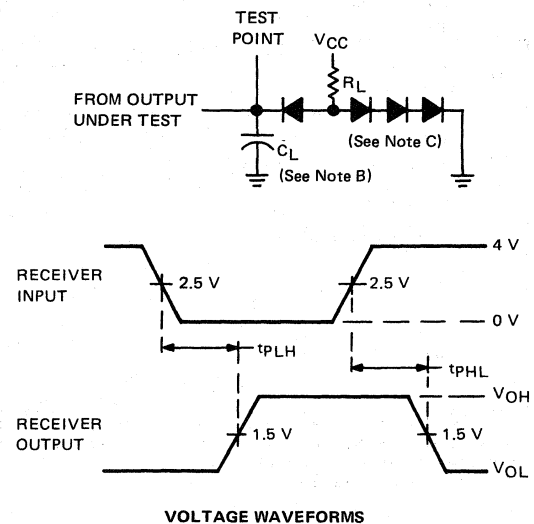 TEST
POINT
VCC
RL
FROM OUTPUT
UNDER TEST
(See Note C)
CL
(See Note B)
4 V
RECEIVER
INPUT
2.5 V
2.5 V
0 V
tPLH
tPHL
VOH
RECEIVER
OUTPUT
1.5 V
1.5 V
VOL
VOLTAGE WAVEFORMS